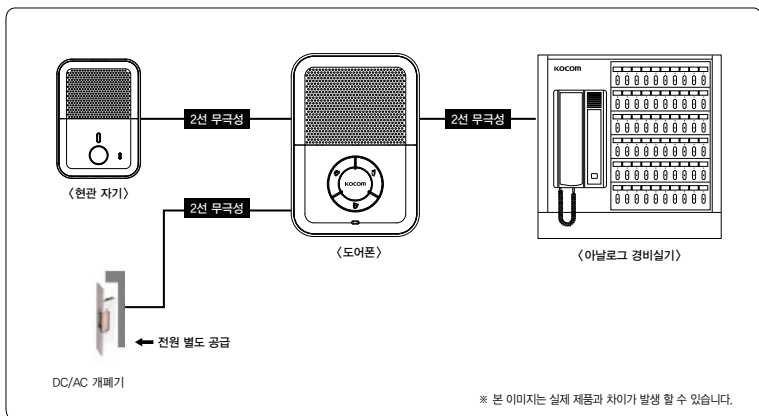 KOCOM
2선 무극성
2선 무극성
KOCOM
〈현관 자기〉
2선 무극성
〈도어폰〉
〈아날로그 경비실기〉
← 전원 별도 공급
DC/AC 개폐기
※ 본 이미지는 실제 제품과 차이가 발생 할 수 있습니다.